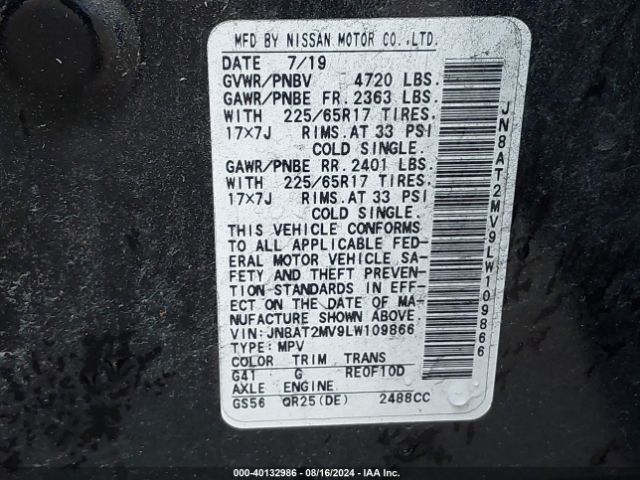 MFD BY NISSAN MOTOR CO.,LTD.
DATE 7/19
GVWR/PNBV 4720 LBS.
GAWR/PNBE FR. 2363 LBS.
WITH 225/65R17 TIRES,
17×7J RIMS.AT 33 PSI
COLD SINGLE.
GAWR/PNBE RR. 2401 LBS.
WITH 225/65R17 TIRES,
17×7J RIMS.AT 33 PSI
COLD SINGLE.
THIS VEHICLE CONFORMS
TO ALL APPLICABLE FED-
ERAL MOTOR VEHICLE SA-
FETY AND THEFT PREVEN-
TION-STANDARDS IN EFF-
ECT ON THE DATE OF MA-
NUFACTURE SHOWN ABOVE.
VIN:JN8AT2MV9LW109866
TYPE: MPV
COLOR TRIM TRANS
G41 G RE0F10D
AXLE ENGINE
GS56 QR25(DE) 2488CC
JN8AT2MV9LW109866
000-40132986 - 08/16/2024 - IAA Inc.